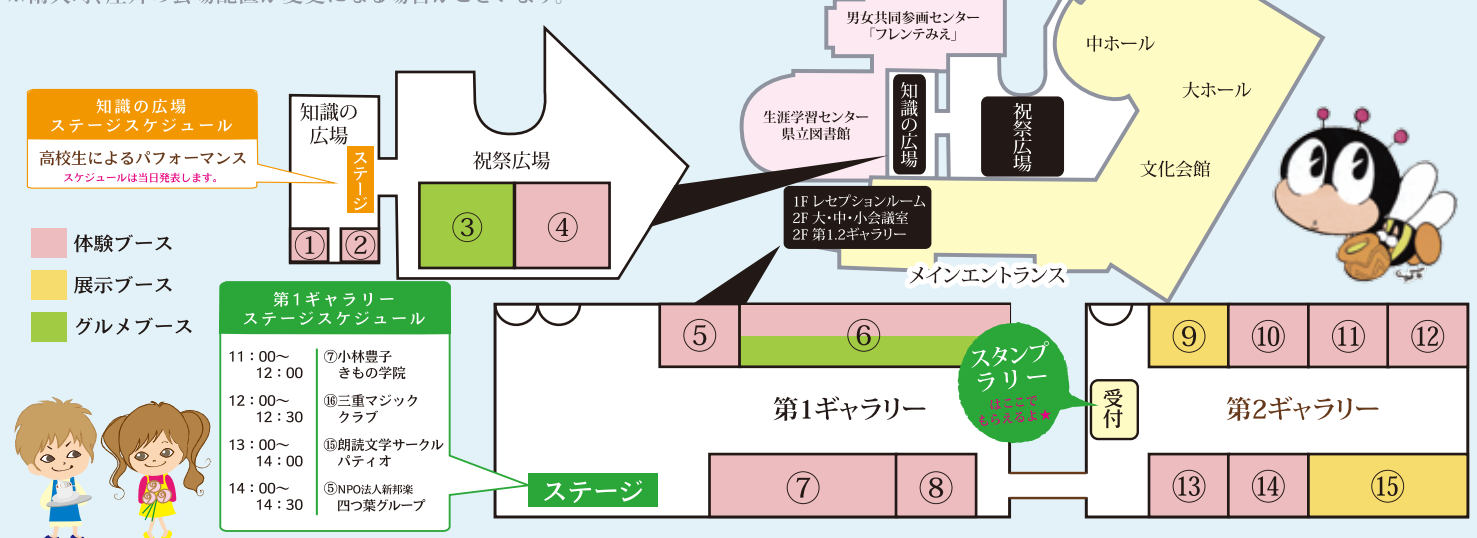 知識の広場
ステージスケジュール
高校生によるパフォーマンス
スケジュールは当日発表します。
知識の
広場
ステージ
①
②
祝祭広場
③
④
体験ブース
展示ブース
グルメブース
男女共同参画センター
「フレンテみえ」
生涯学習センター
県立図書館
知識の広場
祝祭広場
中ホール
大ホール
文化会館
1F レセプションルーム
2F 大・中・小会議室
2F 第1.2ギャラリー
メインエントランス
第1ギャラリー
ステージスケジュール
11：00〜
12：00
⑦小林豊子
きもの学院
12：00〜
12：30
⑯三重マジック
クラブ
13：00〜
14：00
⑮朗読文学サークル
パティオ
14：00〜
14：30
⑤NPO法人新邦楽
四つ葉グループ
⑤
⑥
第1ギャラリー
ステージ
⑦
⑧
スタンプ
ラリー
はここで
もらえるよ★
受付
⑨
⑩
⑪
⑫
第2ギャラリー
⑬
⑭
⑮